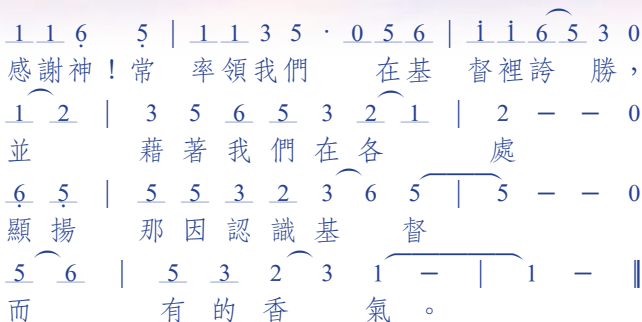 1 1 6̣ 5̣ | 1 1 3 5 · 0 5 6 | i̇ i̇ 6 5 3 0
感謝神！常 率領我們 在基 督裡誇 勝，
1 2 | 3 5 6 5 3 2 1 | 2 － － 0
並 藉著我們在各 處
6̣ 5̣ | 5 5 3 2 3 6 5 | 5 － － 0
顯揚 那因認識基 督
5 6 | 5 3 2 3 1 － | 1 － ‖
而 有的香 氣。